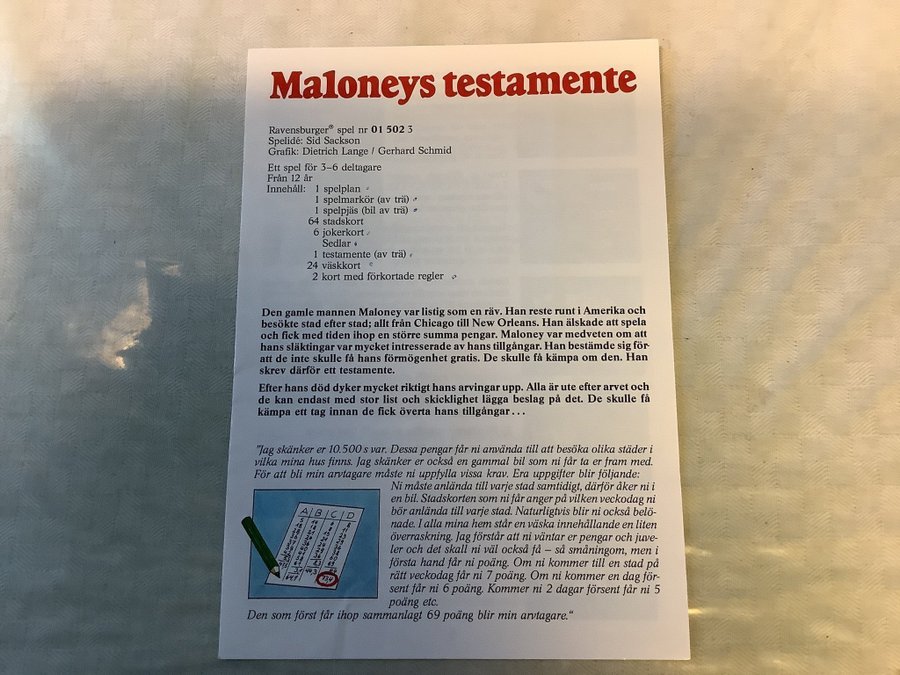 Maloneys testamente
Ravensburger® spel nr 01 502 3
Spelidé: Sid Sackson
Grafik: Dietrich Lange / Gerhard Schmid
Ett spel för 3–6 deltagare
Från 12 år
Innehåll: 1 spelplan
1 spelmarkör (av trä)
1 spelpjäs (bil av trä)
64 stadskort
6 jokerkort
Sedlar
1 testamente (av trä)
24 väskkort
2 kort med förkortade regler
Den gamle mannen Maloney var listig som en räv. Han reste runt i Amerika och
besökte stad efter stad; allt från Chicago till New Orleans. Han älskade att spela
och fick med tiden ihop en större summa pengar. Maloney var medveten om att
hans släktingar var mycket intresserade av hans tillgångar. Han bestämde sig för
att de inte skulle få hans förmögenhet gratis. De skulle få kämpa om den. Han
skrev därför ett testamente.
Efter hans död dyker mycket riktigt hans arvingar upp. Alla är ute efter arvet och
de kan endast med stor list och skicklighet lägga beslag på det. De skulle få
kämpa ett tag innan de fick överta hans tillgångar . . .
"Jag skänker er 10.500 $ var. Dessa pengar får ni använda till att besöka olika städer i
vilka mina hus finns. Jag skänker er också en gammal bil som ni får ta er fram med.
För att bli min arvtagare måste ni uppfylla vissa krav. Era uppgifter blir följande:
Ni måste anlända till varje stad samtidigt, därför åker ni i
en bil. Stadskorten som ni får anger på vilken veckodag ni
bör anlända till varje stad. Naturligtvis blir ni också belö-
nade. I alla mina hem står en väska innehållande en liten
överraskning. Jag förstår att ni väntar er pengar och juve-
ler och det skall ni väl också få – så småningom, men i
första hand får ni poäng. Om ni kommer till en stad på
rätt veckodag får ni 7 poäng. Om ni kommer en dag för-
sent får ni 6 poäng. Kommer ni 2 dagar försent får ni 5
poäng etc.
Den som först får ihop sammanlagt 69 poäng blir min arvtagare."
A B C D